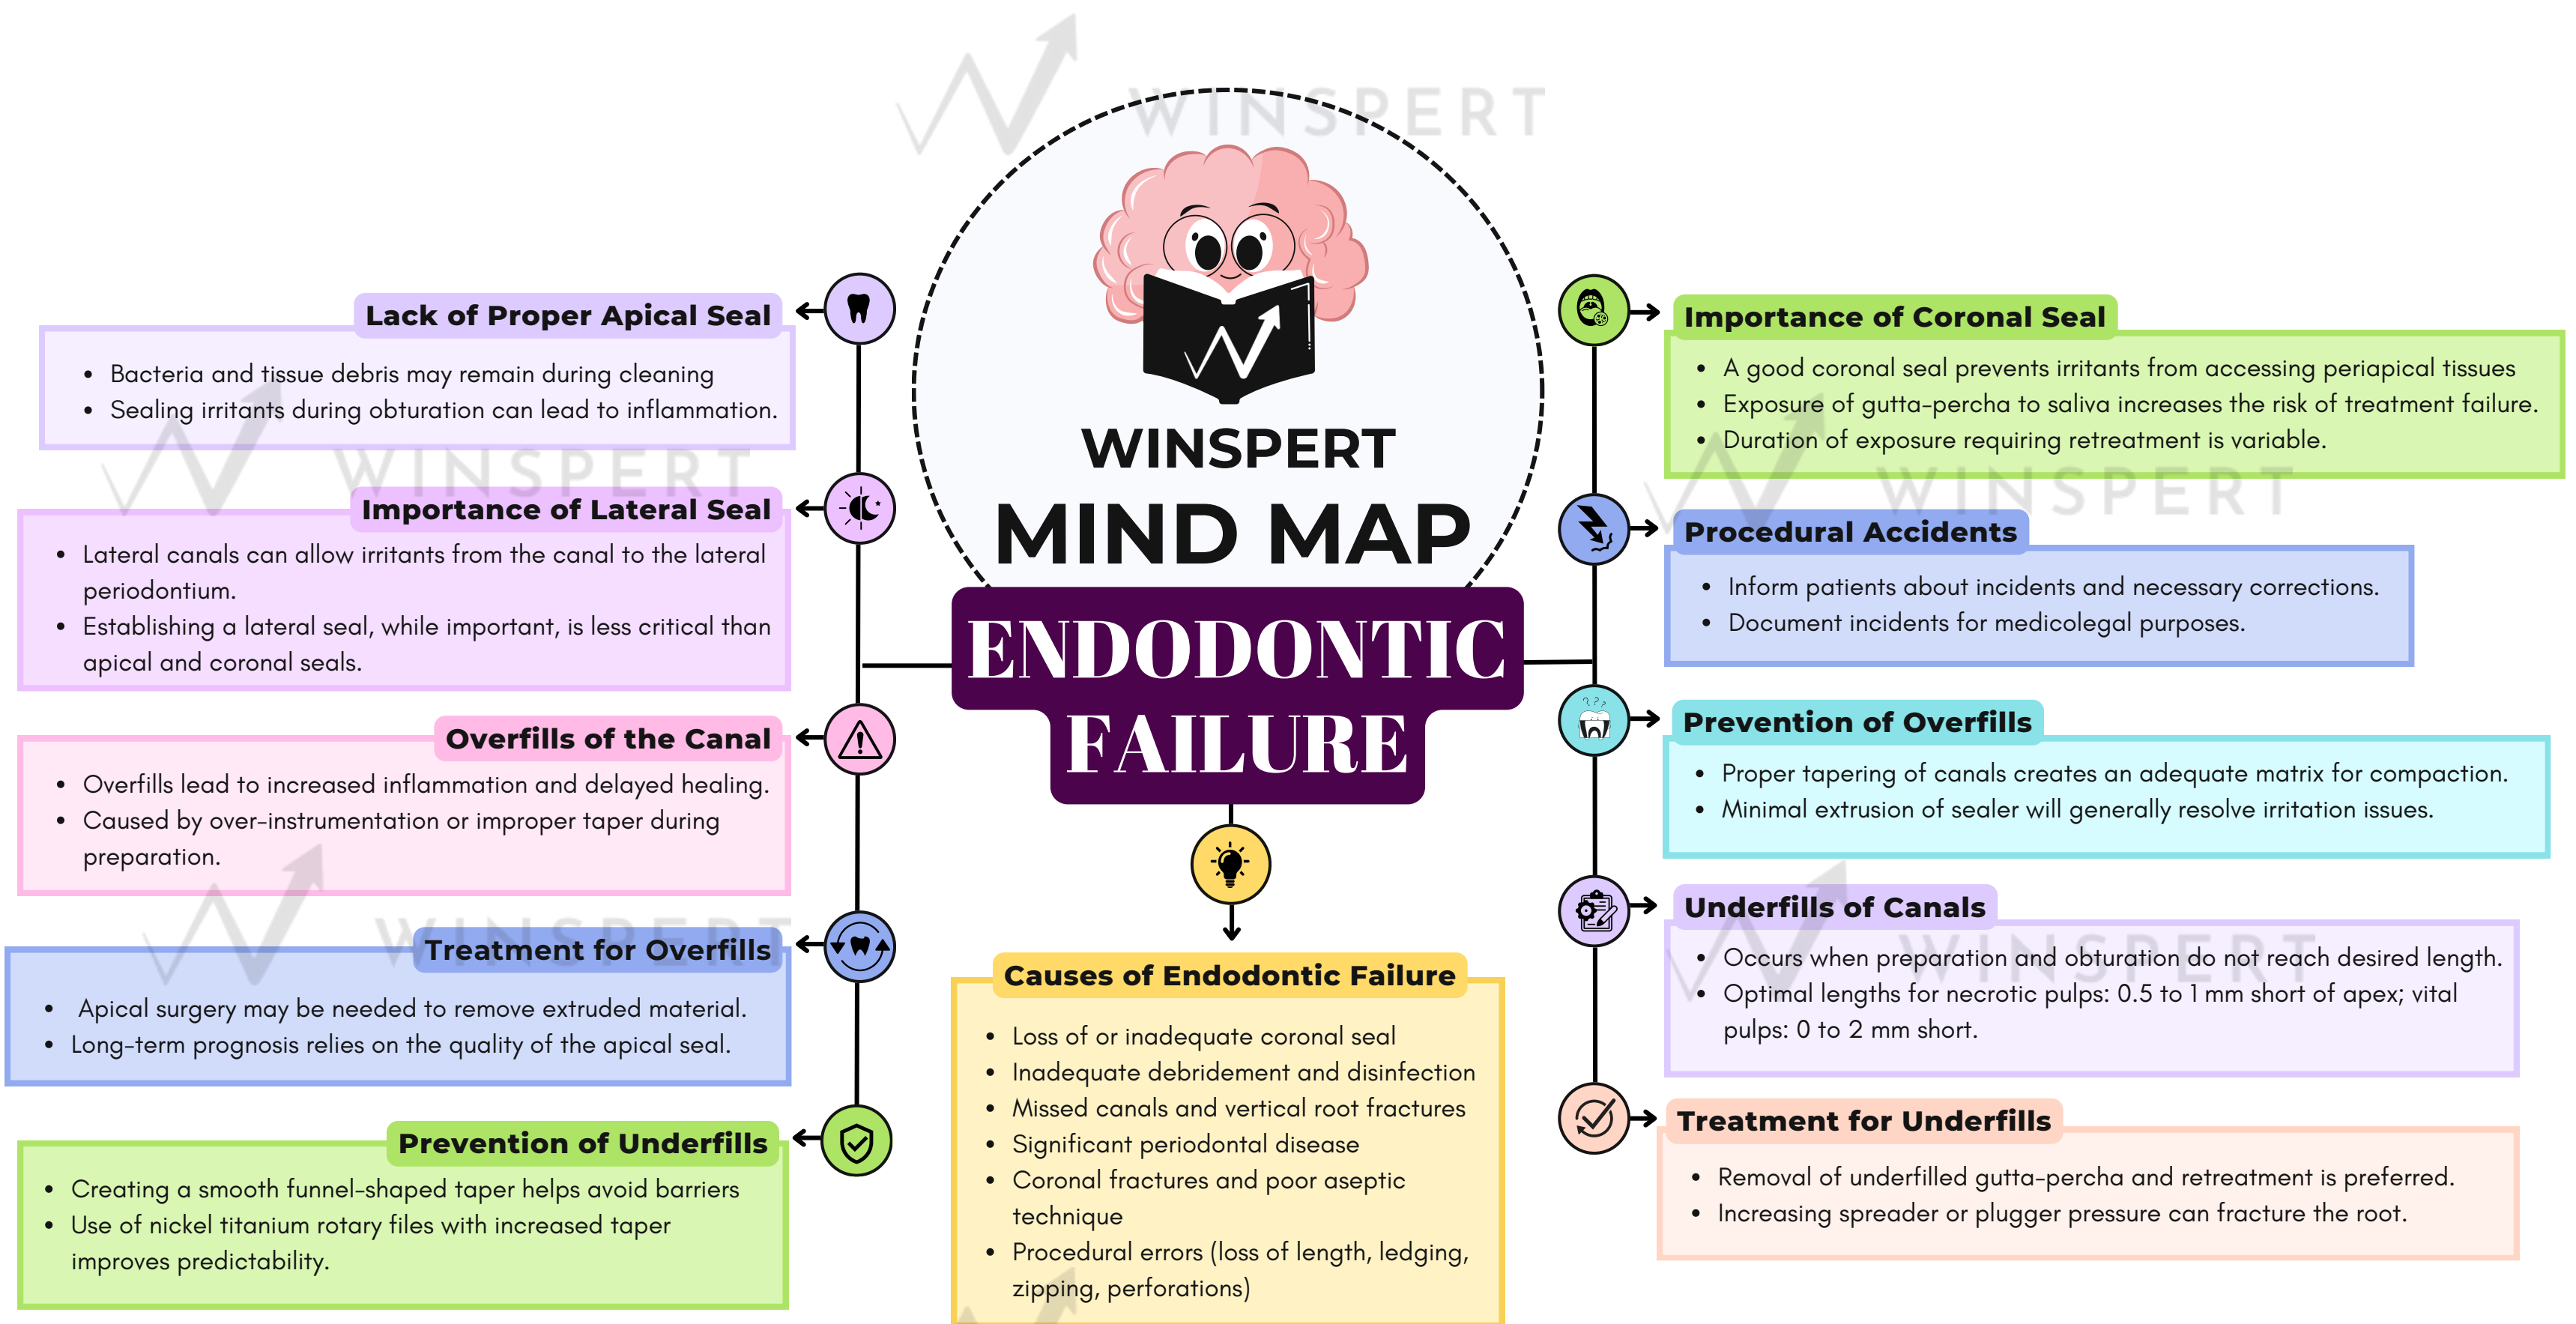 WINSPERT
WINSPERT
MIND MAP
ENDODONTIC
FAILURE
Lack of Proper Apical Seal
• Bacteria and tissue debris may remain during cleaning
• Sealing irritants during obturation can lead to inflammation.
WINSPERT
Importance of Lateral Seal
• Lateral canals can allow irritants from the canal to the lateral
periodontium.
• Establishing a lateral seal, while important, is less critical than
apical and coronal seals.
Overfills of the Canal
• Overfills lead to increased inflammation and delayed healing.
• Caused by over-instrumentation or improper taper during
preparation.
WINSPERT
Treatment for Overfills
• Apical surgery may be needed to remove extruded material.
• Long-term prognosis relies on the quality of the apical seal.
Prevention of Underfills
• Creating a smooth funnel-shaped taper helps avoid barriers
• Use of nickel titanium rotary files with increased taper
improves predictability.
Causes of Endodontic Failure
• Loss of or inadequate coronal seal
• Inadequate debridement and disinfection
• Missed canals and vertical root fractures
• Significant periodontal disease
• Coronal fractures and poor aseptic
technique
• Procedural errors (loss of length, ledging,
zipping, perforations)
Importance of Coronal Seal
• A good coronal seal prevents irritants from accessing periapical tissues
• Exposure of gutta-percha to saliva increases the risk of treatment failure.
• Duration of exposure requiring retreatment is variable.
WINSPERT
Procedural Accidents
• Inform patients about incidents and necessary corrections.
• Document incidents for medicolegal purposes.
Prevention of Overfills
• Proper tapering of canals creates an adequate matrix for compaction.
• Minimal extrusion of sealer will generally resolve irritation issues.
Underfills of Canals
WINSPERT
• Occurs when preparation and obturation do not reach desired length.
• Optimal lengths for necrotic pulps: 0.5 to 1 mm short of apex; vital
pulps: 0 to 2 mm short.
Treatment for Underfills
• Removal of underfilled gutta-percha and retreatment is preferred.
• Increasing spreader or plugger pressure can fracture the root.